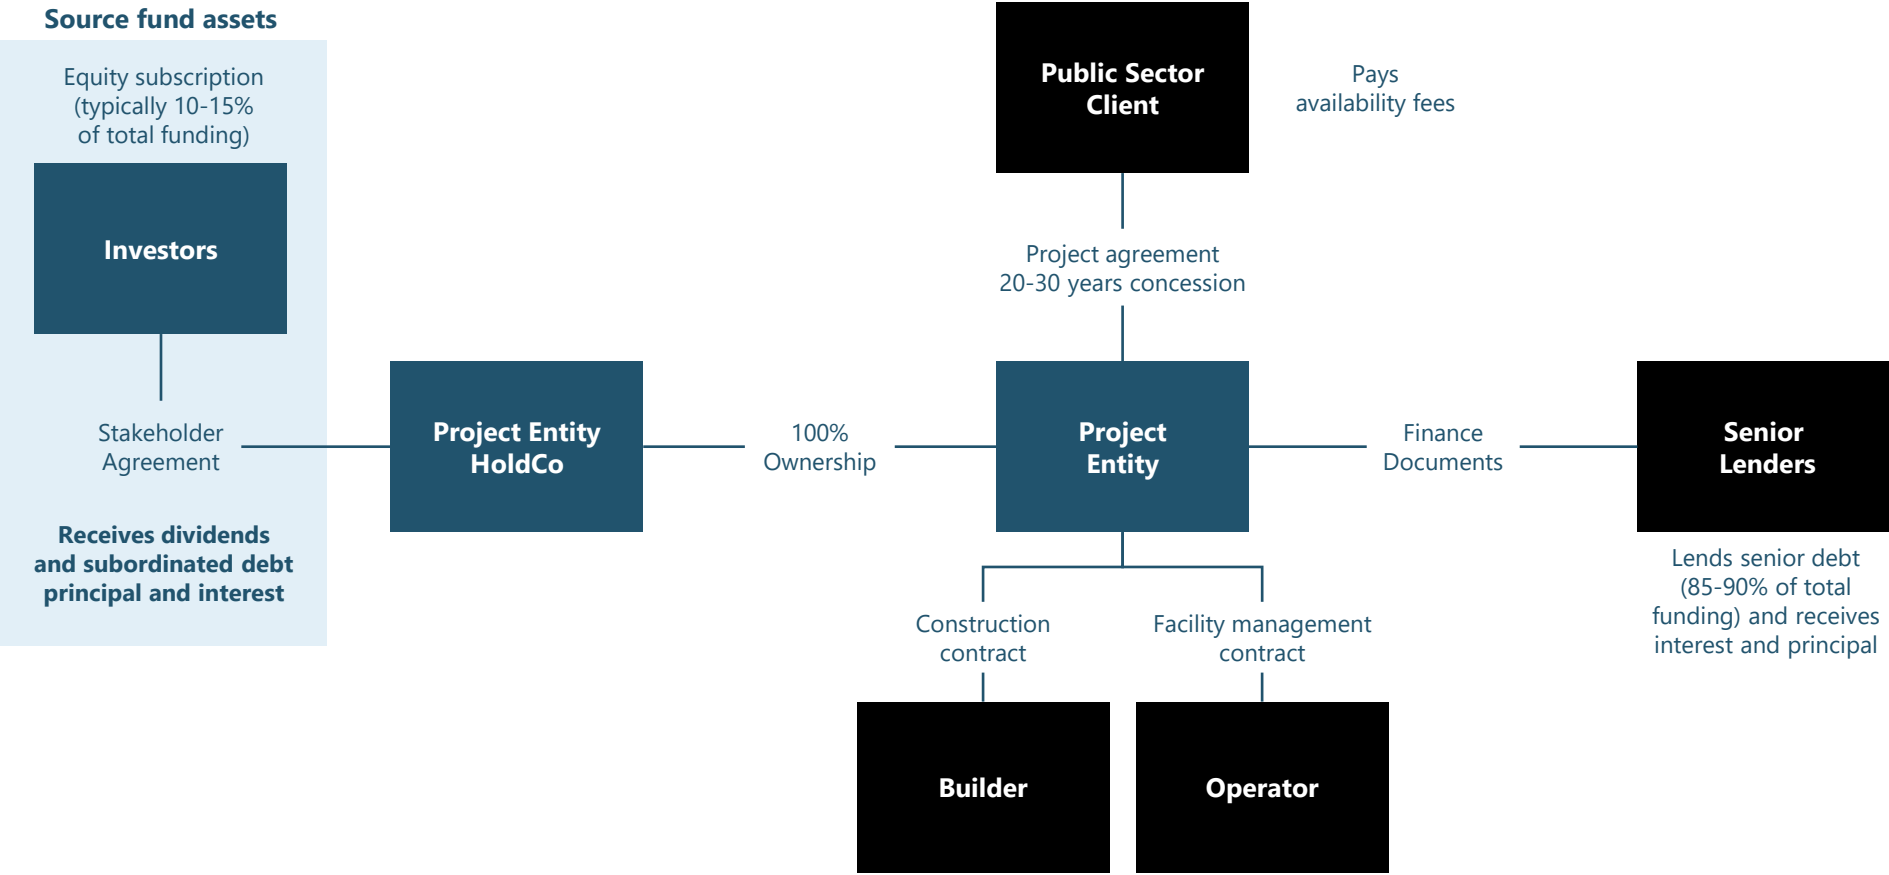 Source fund assets
Equity subscription
(typically 10-15%
of total funding)
Investors
Stakeholder
Agreement
Receives dividends
and subordinated debt
principal and interest
Project Entity
HoldCo
100%
Ownership
Public Sector
Client
Pays
availability fees
Project agreement
20-30 years concession
Project
Entity
Finance
Documents
Senior
Lenders
Lends senior debt
(85-90% of total
funding) and receives
interest and principal
Construction
contract
Facility management
contract
Builder
Operator